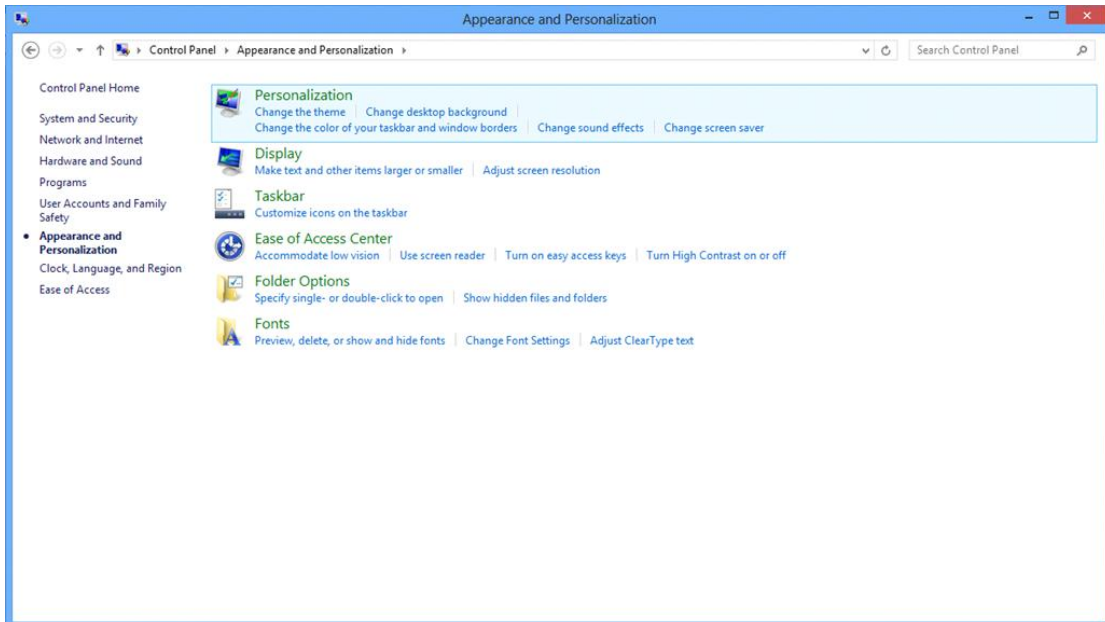 Appearance and Personalization
Control Panel Appearance and Personalization
Search Control Panel
Control Panel Home
System and Security
Network and Internet
Hardware and Sound
Programs
User Accounts and Family
Safety
Appearance and
Personalization
Clock, Language, and Region
Ease of Access
Personalization
Change the theme Change desktop background
Change the color of your taskbar and window borders Change sound effects Change screen saver
Display
Make text and other items larger or smaller Adjust screen resolution
Taskbar
Customize icons on the taskbar
Ease of Access Center
Accommodate low vision Use screen reader Turn on easy access keys Turn High Contrast on or off
Folder Options
Specify single- or double-click to open Show hidden files and folders
Fonts
Preview, delete, or show and hide fonts Change Font Settings Adjust ClearType text